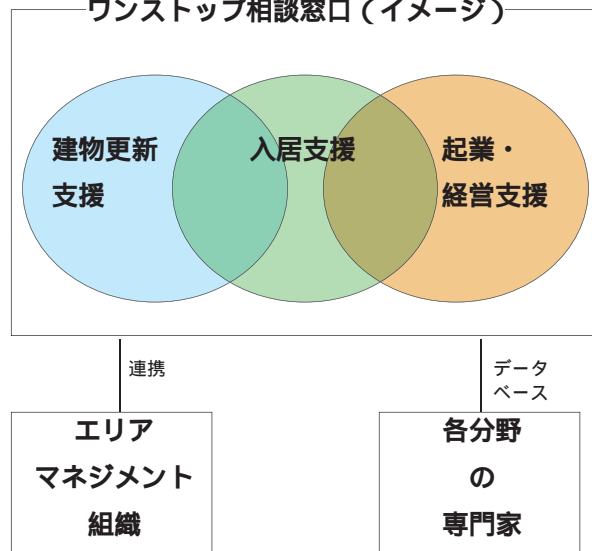 ワンストップ相談窓口(イメージ)
建物更新
支援
入居支援
起業・
経営支援
連携
データ
ベース
エリア
マネジメント
組織
各分野
の
専門家